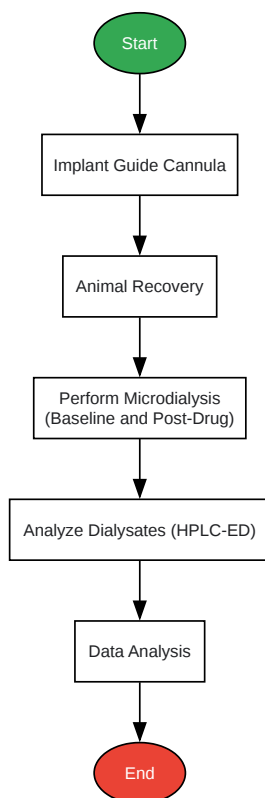 Start
Implant Guide Cannula
Animal Recovery
Perform Microdialysis
(Baseline and Post-Drug)
Analyze Dialysates (HPLC-ED)
Data Analysis
End